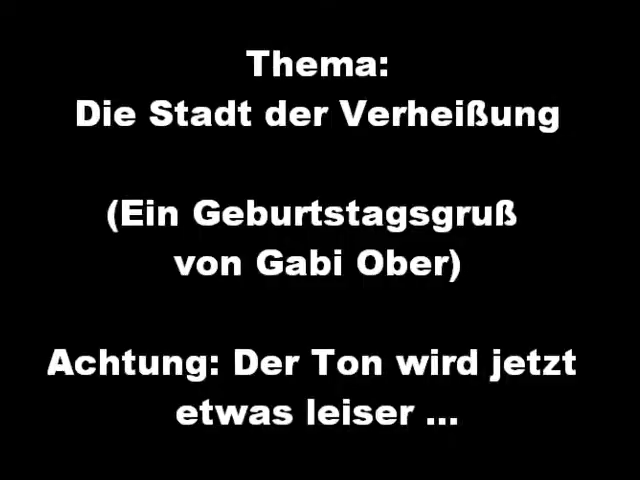 Thema:
Die Stadt der Verheißung
(Ein Geburtstagsgruß
von Gabi Ober)
Achtung: Der Ton wird jetzt
etwas leiser ...